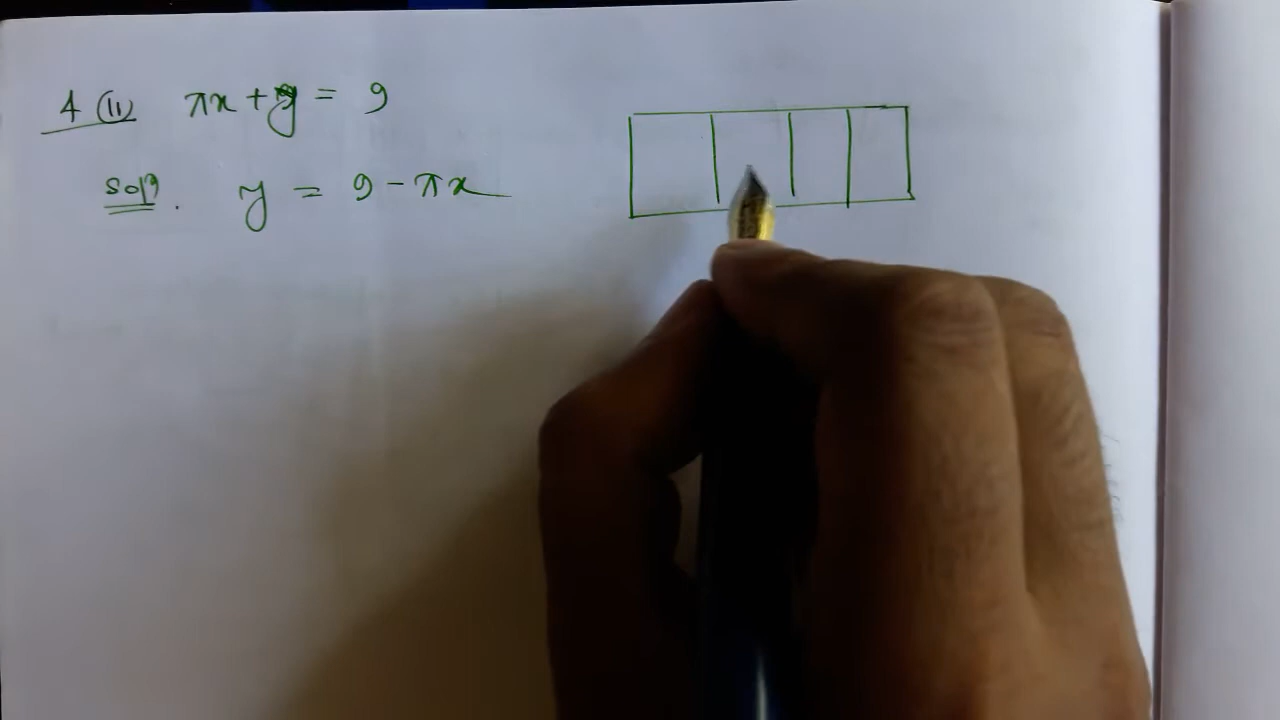 4 (ii) πx + y = 9
Solⁿ. y = 9 - πx